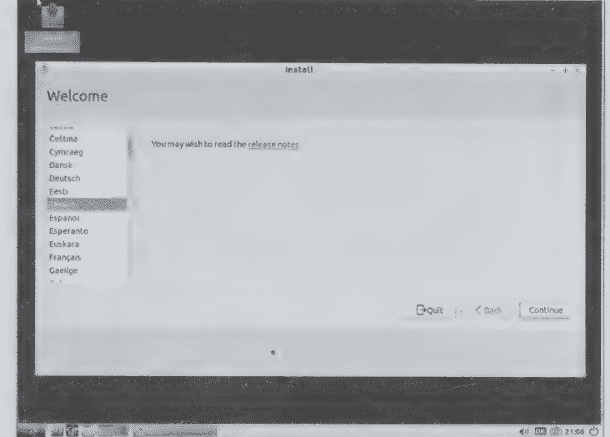 Install
Welcome
Čeština
Cymraeg
Dansk
Deutsch
Eesti
Español
Esperanto
Euskara
Français
Gaeilge
You may wish to read the release notes
Quit
Back
Continue
21:06